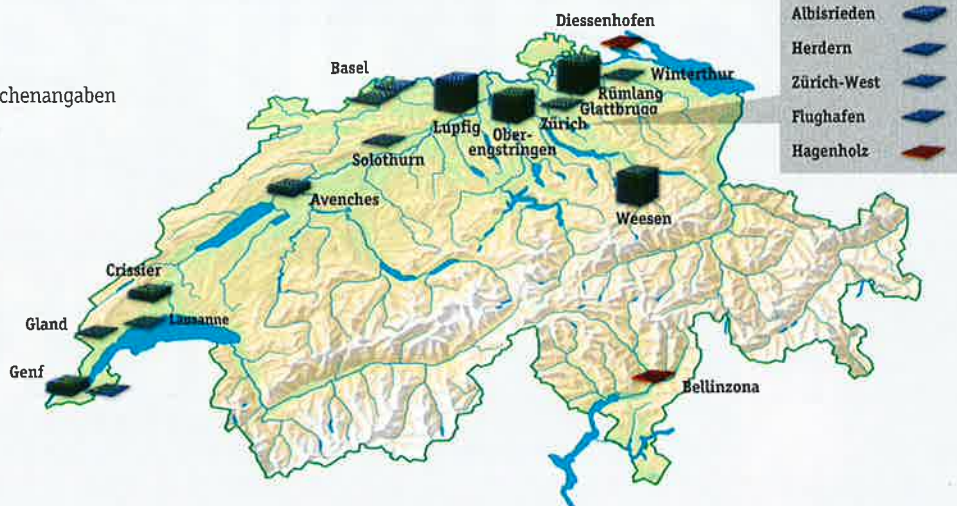 chenangaben
Diessenhofen
Basel
Winterthur
Rümlang
Glattbrugg
Lupfig
Zürich
Ober-
engstringen
Solothurn
Avenches
Weesen
Crissier
Gland
Lausanne
Genf
Bellinzona
Albisrieden
Herdern
Zürich-West
Flughafen
Hagenholz